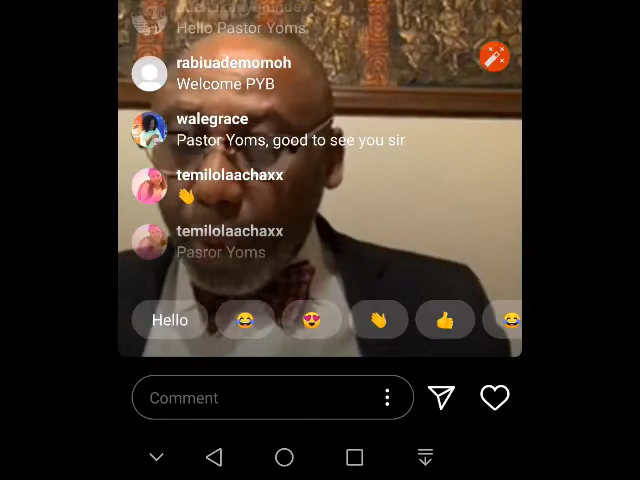 Hello Pastor Yoms
rabiuademomoh
Welcome PYB
walegrace
Pastor Yoms, good to see you sir
temilolaachaxx
👋
temilolaachaxx
Pasror Yoms
Hello 😂 😍 👋 👍 😂
Comment